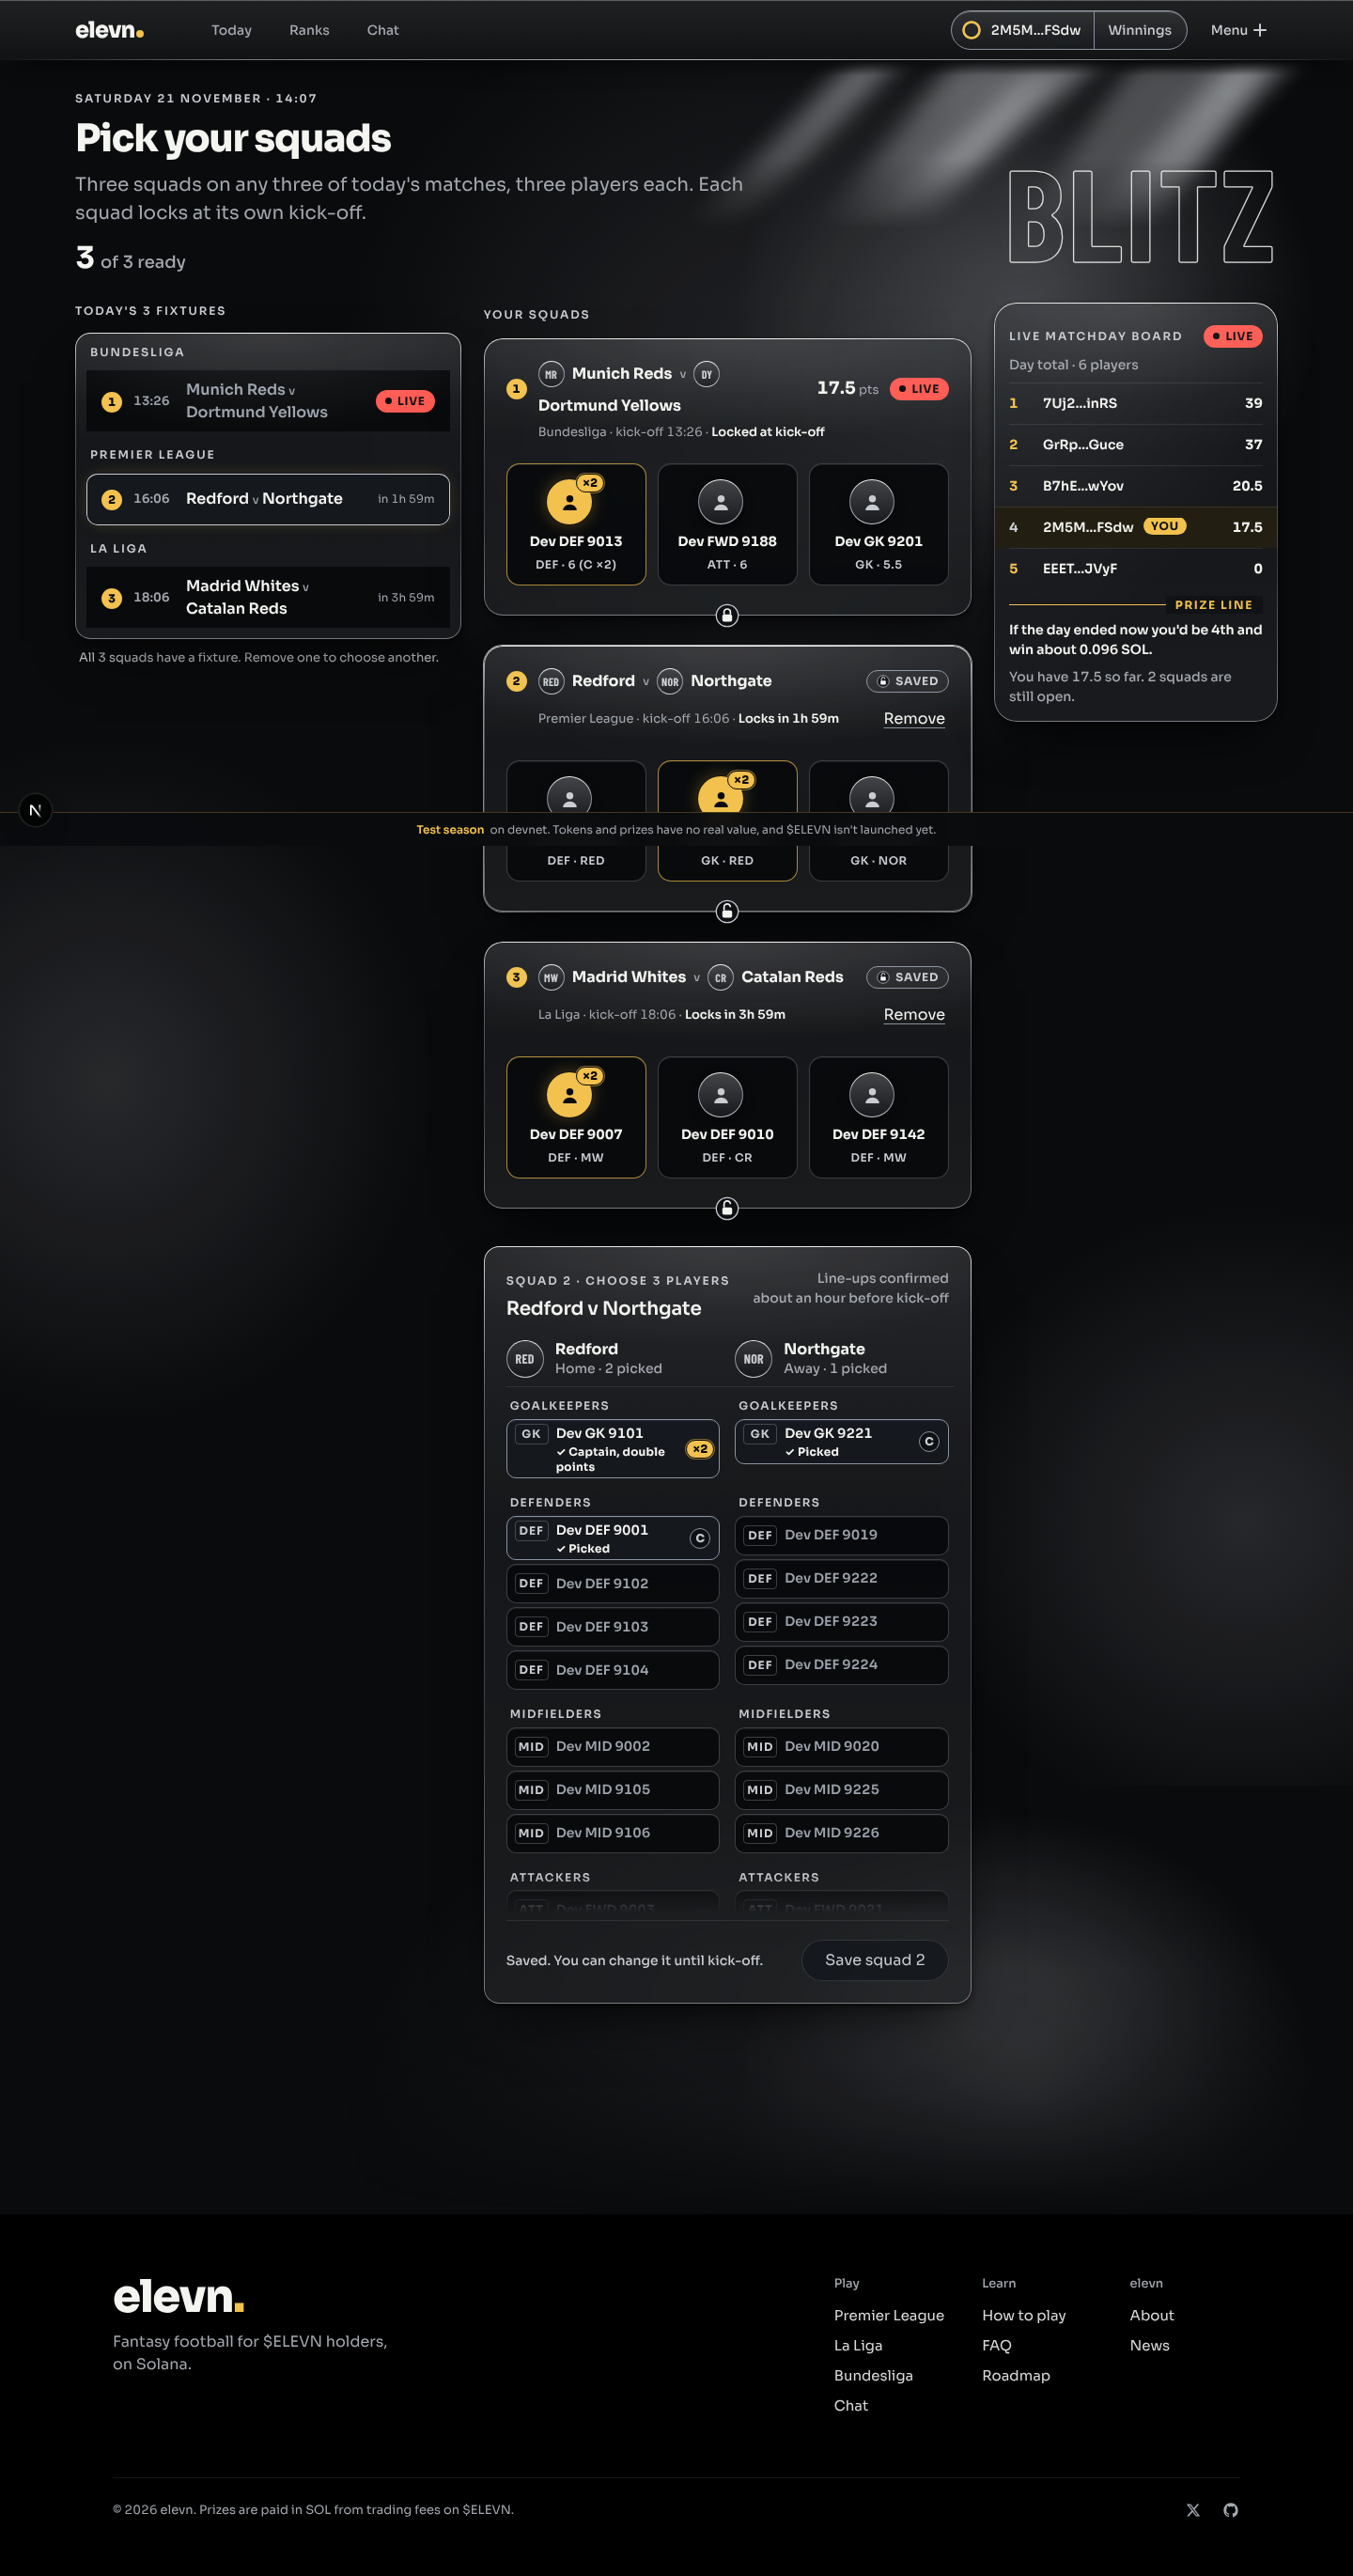 elevn.
Today
Ranks
Chat
2M5M...FSdw
Winnings
Menu
SATURDAY 21 NOVEMBER · 14:07
Pick your squads
Three squads on any three of today's matches, three players each. Each
squad locks at its own kick-off.
3 of 3 ready
BLITZ
TODAY'S 3 FIXTURES
BUNDESLIGA
1 13:26 Munich Reds v
Dortmund Yellows
LIVE
PREMIER LEAGUE
2 16:06 Redford v Northgate in 1h 59m
LA LIGA
3 18:06 Madrid Whites v
Catalan Reds
in 3h 59m
All 3 squads have a fixture. Remove one to choose another.
YOUR SQUADS
1 MR Munich Reds v DY
Dortmund Yellows
17.5 pts LIVE
Bundesliga · kick-off 13:26 · Locked at kick-off
×2
Dev DEF 9013
DEF · 6 (C ×2)
Dev FWD 9188
ATT · 6
Dev GK 9201
GK · 5.5
2 RED Redford v NOR Northgate
SAVED
Premier League · kick-off 16:06 · Locks in 1h 59m
Remove
×2
N
Test season on devnet. Tokens and prizes have no real value, and $ELEVN isn't launched yet.
DEF · RED
GK · RED
GK · NOR
3 MW Madrid Whites v CR Catalan Reds
SAVED
La Liga · kick-off 18:06 · Locks in 3h 59m
Remove
×2
Dev DEF 9007
DEF · MW
Dev DEF 9010
DEF · CR
Dev DEF 9142
DEF · MW
LIVE MATCHDAY BOARD
LIVE
Day total · 6 players
1 7Uj2...inRS 39
2 GrRp...Guce 37
3 B7hE...wYov 20.5
4 2M5M...FSdw YOU 17.5
5 EEET...JVyF 0
PRIZE LINE
If the day ended now you'd be 4th and
win about 0.096 SOL.
You have 17.5 so far. 2 squads are
still open.
SQUAD 2 · CHOOSE 3 PLAYERS
Redford v Northgate
Line-ups confirmed
about an hour before kick-off
RED Redford
Home · 2 picked
NOR Northgate
Away · 1 picked
GOALKEEPERS
GK Dev GK 9101
✓ Captain, double
points
×2
GOALKEEPERS
GK Dev GK 9221
✓ Picked
C
DEFENDERS
DEF Dev DEF 9001
✓ Picked
C
DEF Dev DEF 9102
DEF Dev DEF 9103
DEF Dev DEF 9104
DEFENDERS
DEF Dev DEF 9019
DEF Dev DEF 9222
DEF Dev DEF 9223
DEF Dev DEF 9224
MIDFIELDERS
MID Dev MID 9002
MID Dev MID 9105
MID Dev MID 9106
MIDFIELDERS
MID Dev MID 9020
MID Dev MID 9225
MID Dev MID 9226
ATTACKERS
ATT Dev FWD 9003
ATTACKERS
ATT Dev FWD 9021
Saved. You can change it until kick-off.
Save squad 2
elevn.
Fantasy football for $ELEVN holders,
on Solana.
Play
Premier League
La Liga
Bundesliga
Chat
Learn
How to play
FAQ
Roadmap
elevn
About
News
© 2026 elevn. Prizes are paid in SOL from trading fees on $ELEVN.